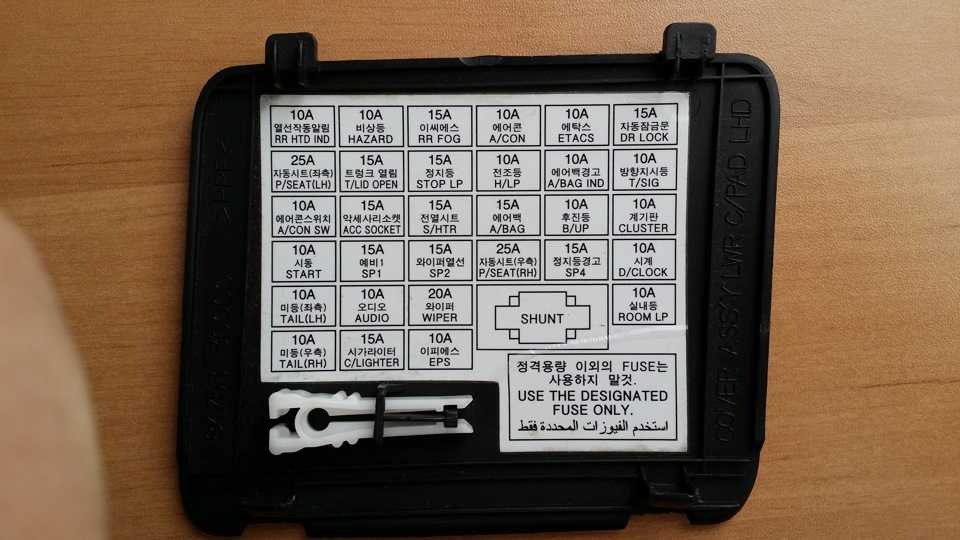 10A
열선작동알림
RR HTD IND
10A
비상등
HAZARD
15A
이씨에스
RR FOG
10A
에어콘
A/CON
10A
에탁스
ETACS
15A
자동잠금문
DR LOCK
25A
자동시트(좌측)
P/SEAT(LH)
15A
트렁크 열림
T/LID OPEN
15A
정지등
STOP LP
10A
전조등
H/LP
10A
에어백경고
A/BAG IND
10A
방향지시등
T/SIG
10A
에어콘스위치
A/CON SW
15A
악세사리소켓
ACC SOCKET
15A
전열시트
S/HTR
15A
에어백
A/BAG
10A
후진등
B/UP
10A
계기판
CLUSTER
10A
시동
START
15A
예비1
SP1
15A
와이퍼열선
SP2
25A
자동시트(우측)
P/SEAT(RH)
15A
정지등경고
SP4
10A
시계
D/CLOCK
10A
미등(좌측)
TAIL(LH)
10A
오디오
AUDIO
20A
와이퍼
WIPER
SHUNT
10A
실내등
ROOM LP
10A
미등(우측)
TAIL(RH)
15A
시가라이터
C/LIGHTER
10A
이피에스
EPS
정격용량 이외의 FUSE는
사용하지 말것.
USE THE DESIGNATED
FUSE ONLY.
استخدم الفيوزات المحددة فقط
COVER ASSY LWR C/PAD LHD